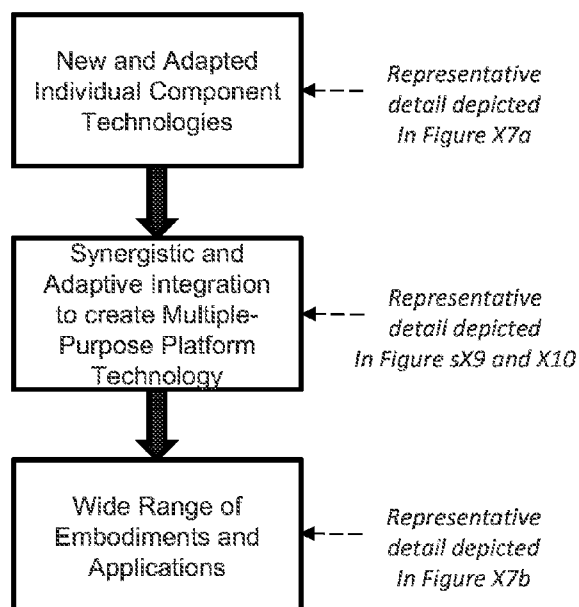 New and Adapted
Individual Component
Technologies
Representative
detail depicted
In Figure X7a
Synergistic and
Adaptive Integration
to create Multiple-
Purpose Platform
Technology
Representative
detail depicted
In Figure sX9 and X10
Wide Range of
Embodiments and
Applications
Representative
detail depicted
In Figure X7b